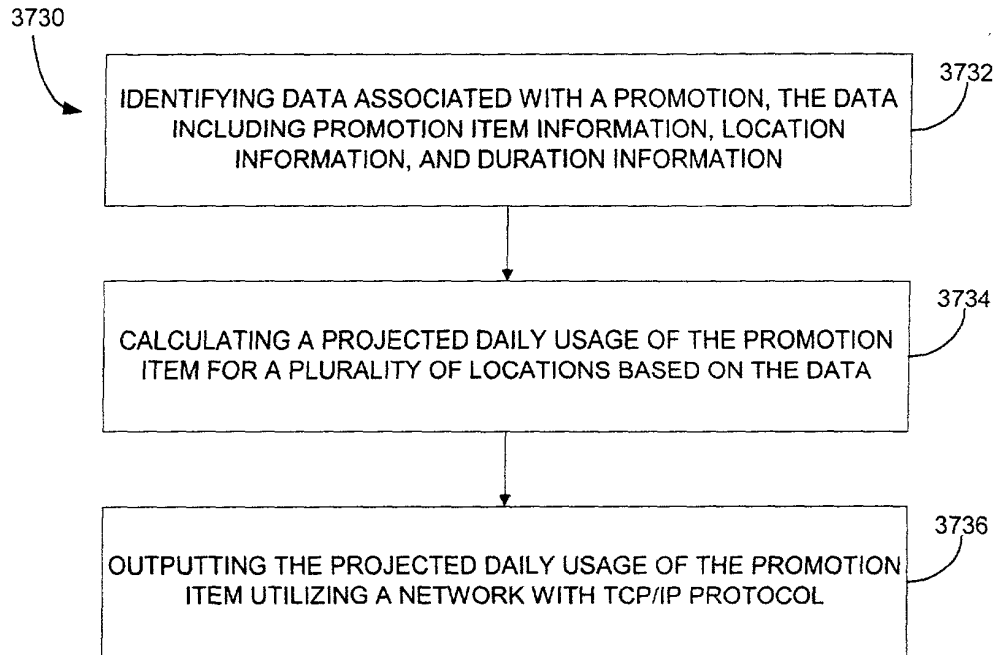 3730
3732
IDENTIFYING DATA ASSOCIATED WITH A PROMOTION, THE DATA
INCLUDING PROMOTION ITEM INFORMATION, LOCATION
INFORMATION, AND DURATION INFORMATION
3734
CALCULATING A PROJECTED DAILY USAGE OF THE PROMOTION
ITEM FOR A PLURALITY OF LOCATIONS BASED ON THE DATA
3736
OUTPUTTING THE PROJECTED DAILY USAGE OF THE PROMOTION
ITEM UTILIZING A NETWORK WITH TCP/IP PROTOCOL